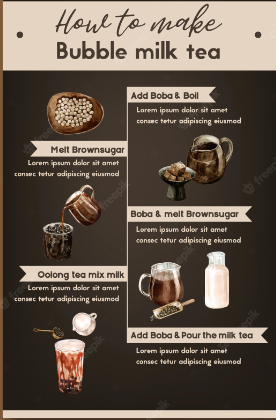 How to make
Bubble milk tea
Add Boba & Boil
Lorem ipsum dolor sit amet
consec tetur adipiscing eiusmod
Melt Brownsugar
Lorem ipsum dolor sit amet
consec tetur adipiscing eiusmod
Boba & melt Brownsugar
Lorem ipsum dolor sit amet
consec tetur adipiscing eiusmod
Oolong tea mix milk
Lorem ipsum dolor sit amet
consec tetur adipiscing eiusmod
Add Boba & Pour the milk tea
Lorem ipsum dolor sit amet
consec tetur adipiscing eiusmod